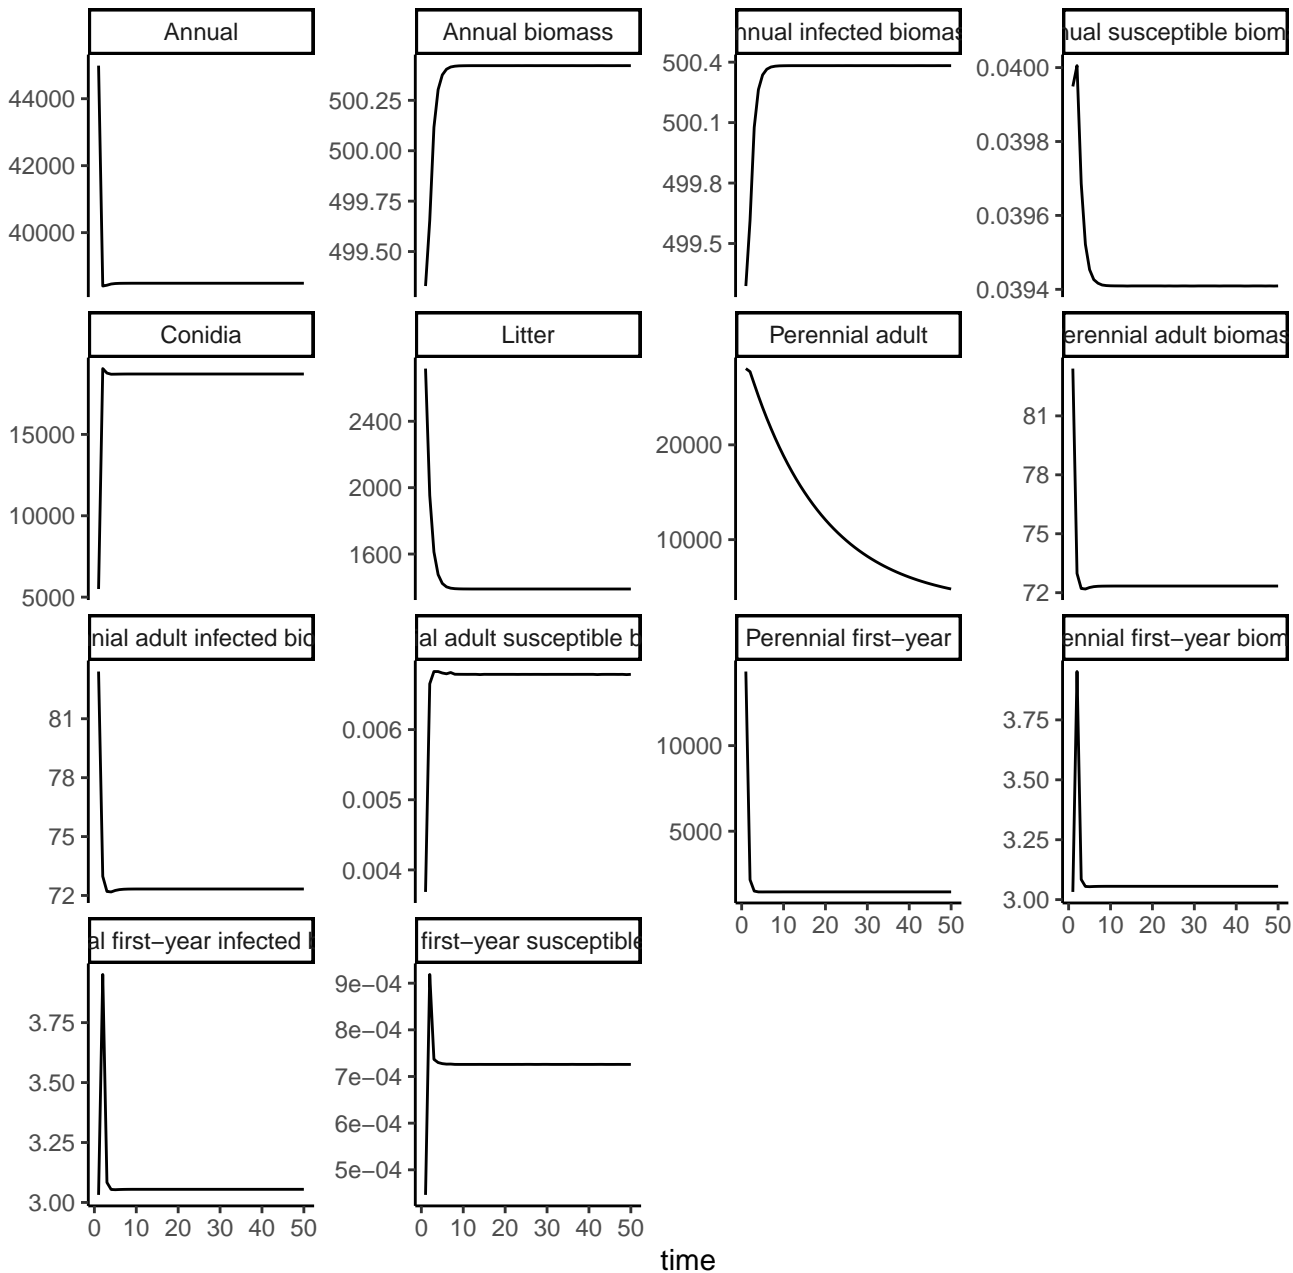 Annual
Annual biomass
nnual infected biomas
nual susceptible biom
44000
42000
40000
500.25
500.00
499.75
499.50
500.4
500.1
499.8
499.5
0.0400
0.0398
0.0396
0.0394
Conidia
Litter
Perennial adult
erennial adult biomas
15000
10000
5000
2400
2000
1600
20000
10000
81
78
75
72
nial adult infected bio
al adult susceptible b
Perennial first−year
ennial first−year biom
81
78
75
72
0.006
0.005
0.004
10000
5000
3.75
3.50
3.25
3.00
0 10 20 30 40 50
0 10 20 30 40 50
al first−year infected b
first−year susceptible
3.75
3.50
3.25
3.00
9e−04
8e−04
7e−04
6e−04
5e−04
0 10 20 30 40 50
0 10 20 30 40 50
time